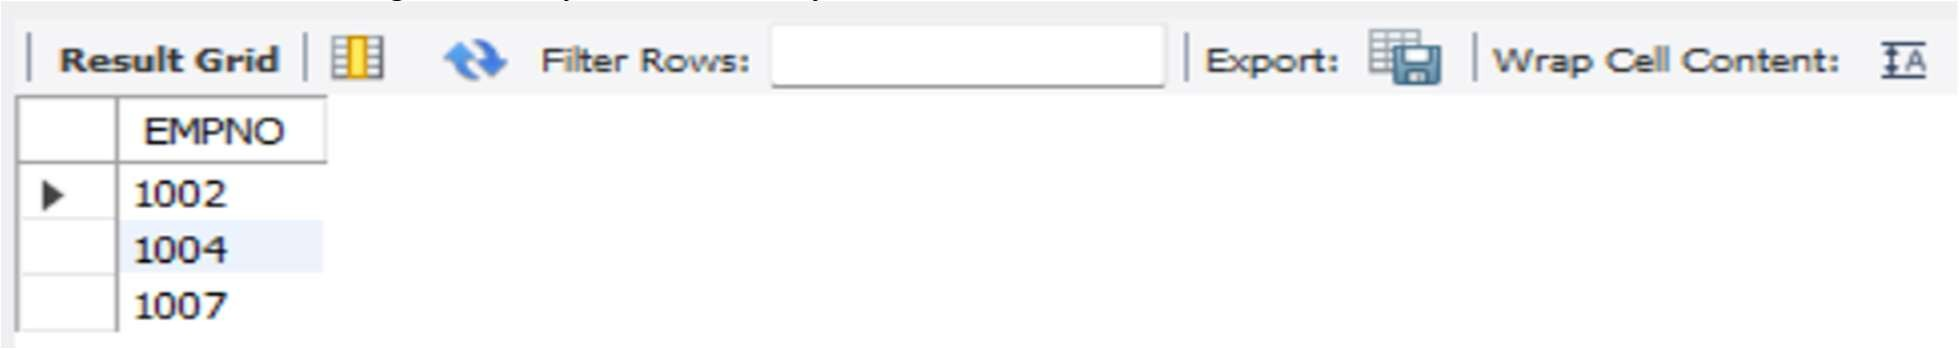 Result Grid Filter Rows: Export: Wrap Cell Content: A
EMPNO
1002
1004
1007